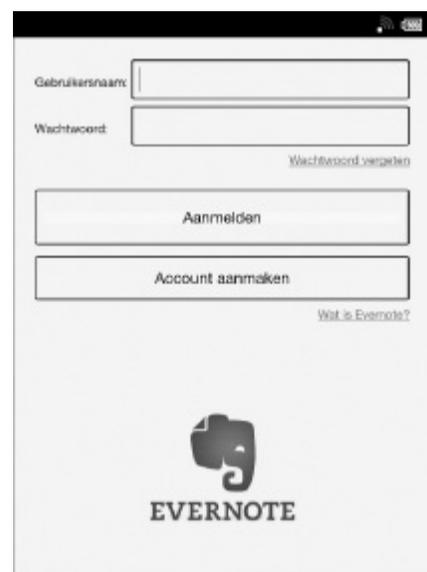 Gebruikersnaam:
Wachtwoord:
Wachtwoord vergeten
Aanmelden
Account aanmaken
Wat is Evernote?
EVERNOTE